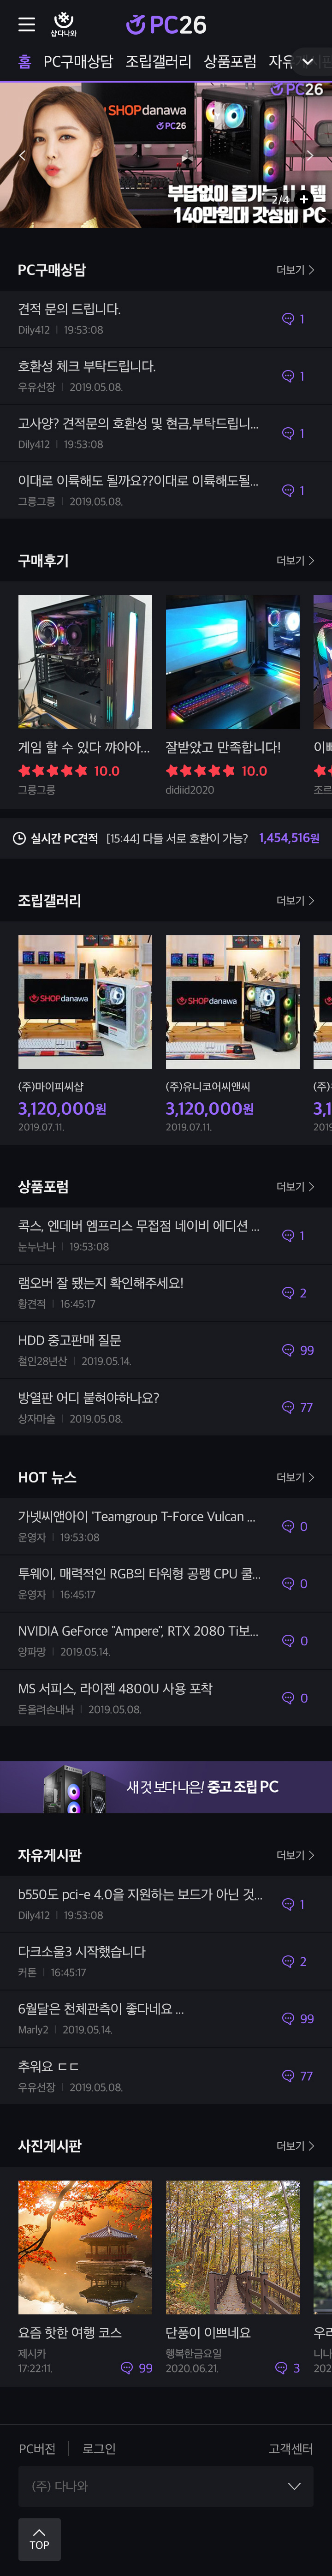 샵다나와
PC26
홈 PC구매상담 조립갤러리 상품포럼
SHOPdanawa
PC26
PC26
부담없이 즐기는
140만원대 갓성비 PC
2/4
PC구매상담 더보기
견적 문의 드립니다. 1
Dily412 19:53:08
호환성 체크 부탁드립니다. 1
우유선장 2019.05.08.
고사양? 견적문의 호환성 및 현금,부탁드립니... 1
Dily412 19:53:08
이대로 이륙해도 될까요??이대로 이륙해도될... 1
그릉그릉 2019.05.08.
구매후기 더보기
게임 할 수 있다 꺄아아...
10.0
그릉그릉
잘받았고 만족합니다!
10.0
didiid2020
실시간 PC견적 [15:44] 다들 서로 호환이 가능? 1,454,516원
조립갤러리 더보기
SHOPdanawa
SHOPdanawa
(주)마이피씨샵
3,120,000원
2019.07.11.
(주)유니코어씨앤씨
3,120,000원
2019.07.11.
상품포럼 더보기
콕스, 엔데버 엠프리스 무접점 네이비 에디션 ... 1
눈누난나 19:53:08
램오버 잘 됐는지 확인해주세요! 2
황견적 16:45:17
HDD 중고판매 질문 99
철인28년산 2019.05.14.
방열판 어디 붙혀야하나요? 77
상자마술 2019.05.08.
HOT 뉴스 더보기
가넷씨앤아이 'Teamgroup T-Force Vulcan ... 0
운영자 19:53:08
투웨이, 매력적인 RGB의 타워형 공랭 CPU 쿨... 0
운영자 16:45:17
NVIDIA GeForce "Ampere", RTX 2080 Ti보... 0
양파망 2019.05.14.
MS 서피스, 라이젠 4800U 사용 포착 0
돈올려손내놔 2019.05.08.
새 것 보다 나은! 중고 조립 PC
자유게시판 더보기
b550도 pci-e 4.0을 지원하는 보드가 아닌 것... 1
Dily412 19:53:08
다크소울3 시작했습니다 2
커톤 16:45:17
6월달은 천체관측이 좋다네요 ... 99
Marly2 2019.05.14.
추워요 ㄷㄷ 77
우유선장 2019.05.08.
사진게시판 더보기
요즘 핫한 여행 코스
제시카
17:22:11. 99
단풍이 이쁘네요
행복한금요일
2020.06.21. 3
PC버전 로그인 고객센터
(주) 다나와
TOP